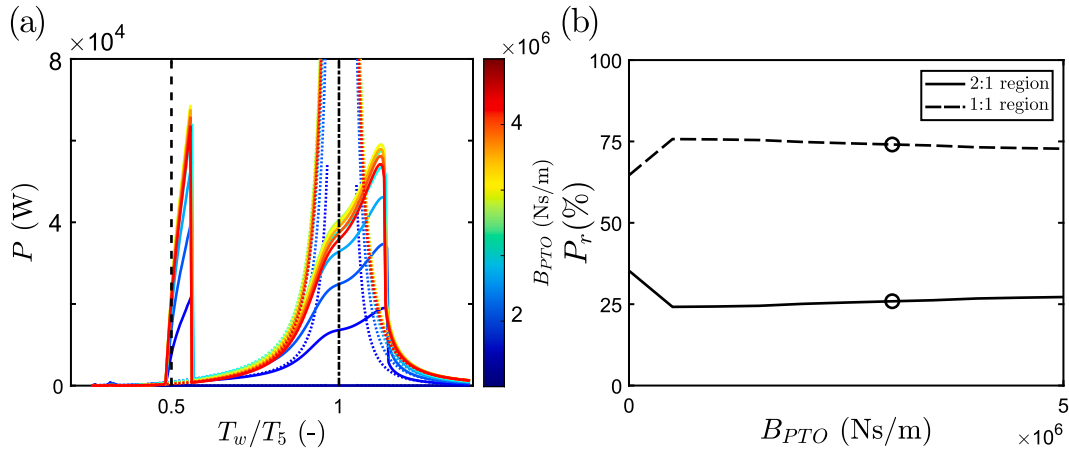 (a)
×10⁴
8
4
0
P (W)
0.5
1
T_w/T_5 (-)
×10⁶
4
2
B_PTO (Ns/m)
(b)
100
75
50
25
0
P_r(%)
2:1 region
1:1 region
0
5
B_PTO (Ns/m)
×10⁶